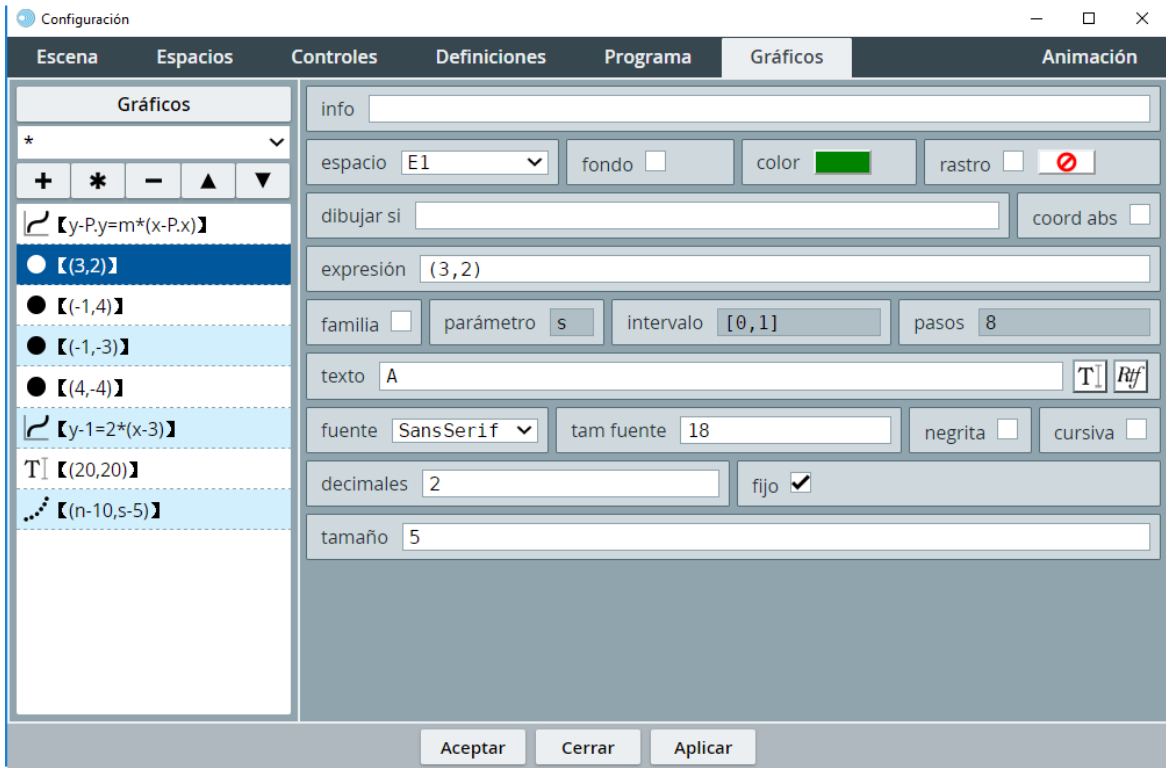 Configuración
Escena Espacios Controles Definiciones Programa Gráficos Animación
Gráficos
*
+ * − ▲ ▼
【y-P.y=m*(x-P.x)】
【(3,2)】
【(-1,4)】
【(-1,-3)】
【(4,-4)】
【y-1=2*(x-3)】
T 【(20,20)】
【(n-10,s-5)】
info
espacio E1 fondo color rastro
dibujar si coord abs
expresión (3,2)
familia parámetro s intervalo [0,1] pasos 8
texto A T Rtf
fuente SansSerif tam fuente 18 negrita cursiva
decimales 2 fijo
tamaño 5
Aceptar Cerrar Aplicar